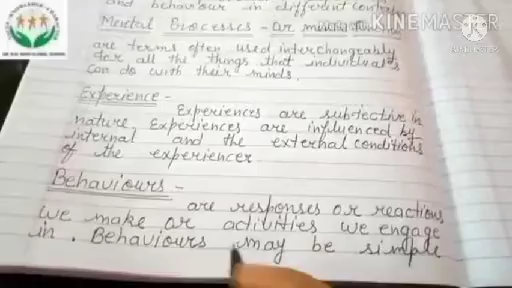 and behaviour in different
Mental Processes - or
are terms often used interchangeably
for all the things that individual's
can do with their minds.
Experience -
Experiences are subjective in
nature Experiences are influenced by
internal and the external conditions
of the experiencer
Behaviours -
are responses or reactions
we make or activities we engage
in. Behaviours may be simple
KINEMASTER